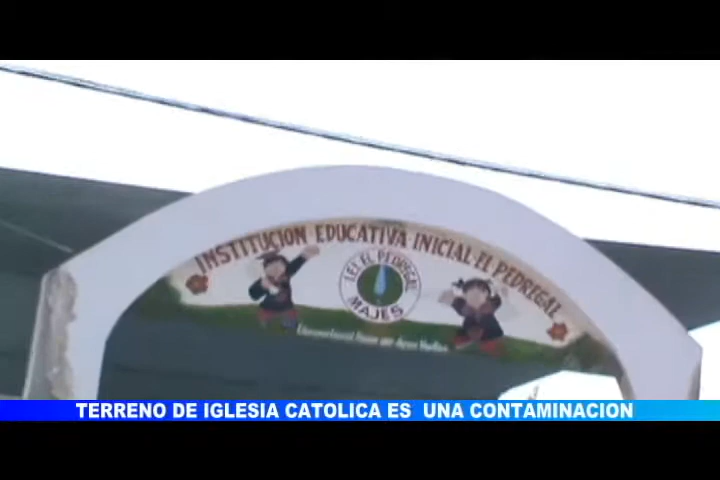 INSTITUCION EDUCATIVA INICIAL-EL PEDREGAL
I.E.I EL PEDREGAL
MAJES
TERRENO DE IGLESIA CATOLICA ES UNA CONTAMINACION